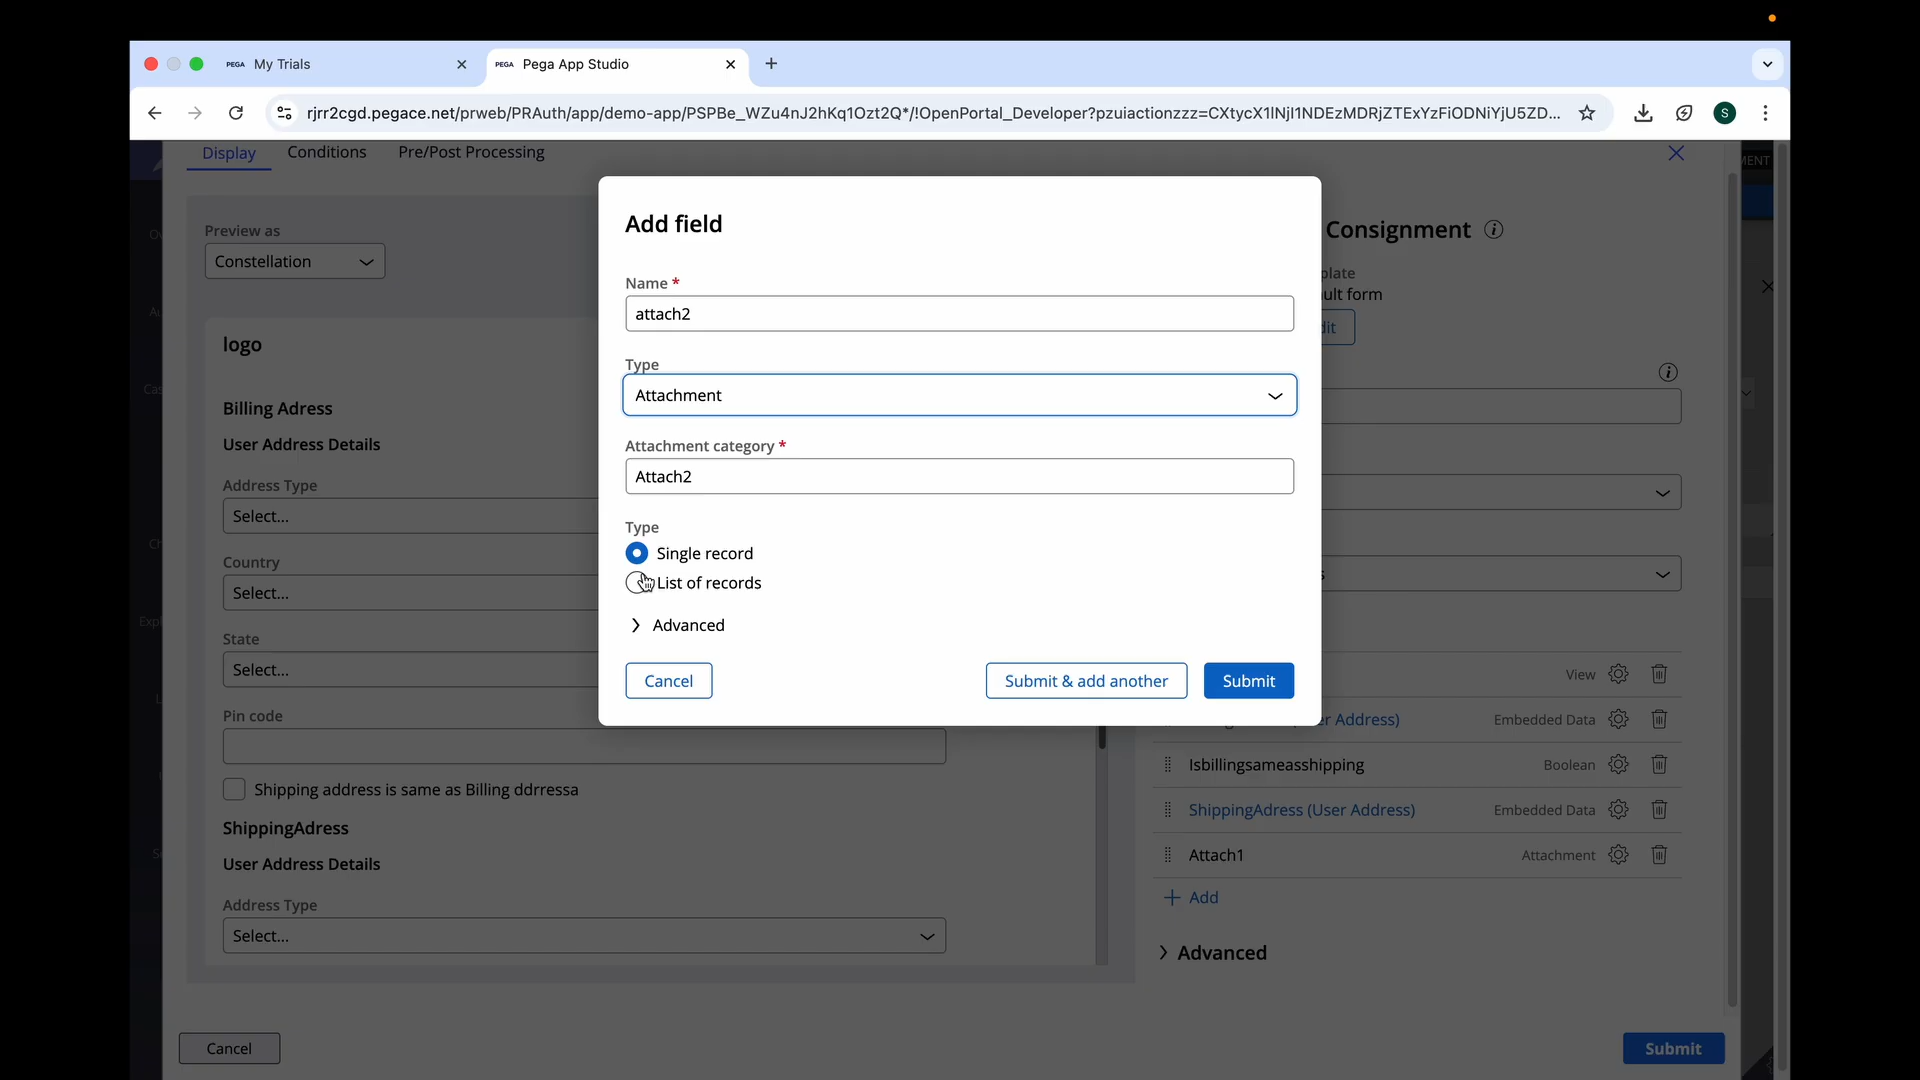 PEGA My Trials
PEGA Pega App Studio
rjrr2cgd.pegace.net/prweb/PRAuth/app/demo-app/PSPBe_WZu4nJ2hKq1Ozt2Q*/!OpenPortal_Developer?pzuiactionzzz=CXtycX1lNjI1NDEzMDRjZTExYzFiODNiYjU5ZD...
S
Display Conditions Pre/Post Processing
MENT
Preview as
Constellation
logo
Billing Adress
User Address Details
Address Type
Select...
Country
Select...
State
Select...
Pin code
Shipping address is same as Billing ddrressa
ShippingAdress
User Address Details
Address Type
Select...
Cancel
Add field
Name *
attach2
Type
Attachment
Attachment category *
Attach2
Type
Single record
List of records
Advanced
Cancel Submit & add another Submit
Consignment
plate
ult form
dit
View
er Address) Embedded Data
Isbillingsameasshipping Boolean
ShippingAdress (User Address) Embedded Data
Attach1 Attachment
+ Add
Advanced
Submit